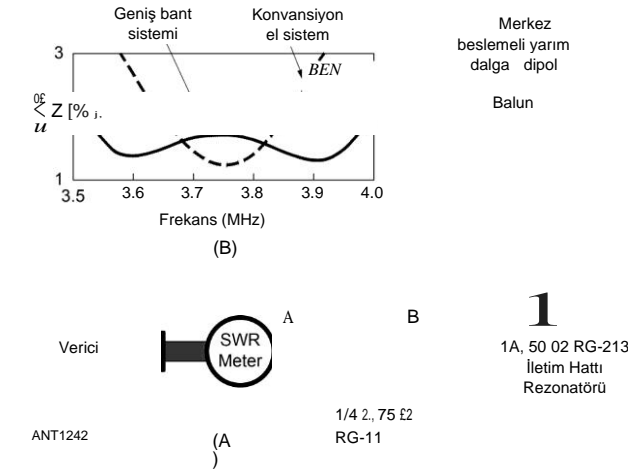 Geniş bant
sistemi
Konvansiyon
el sistem
Merkez
beslemeli yarım
dalga dipol
3
BEN
0£
< Z [% j.
u
Balun
1
3.5 3.6 3.7 3.8 3.9 4.0
Frekans (MHz)
(B)
A
B
1
Verici
SWR
Meter
1A, 50 02 RG-213
İletim Hattı
Rezonatörü
1/4 2., 75 £2
RG-11
ANT1242
(A
)